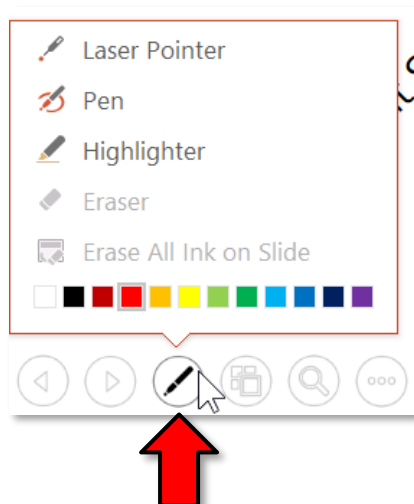 Laser Pointer
Pen
Highlighter
Eraser
Erase All Ink on Slide